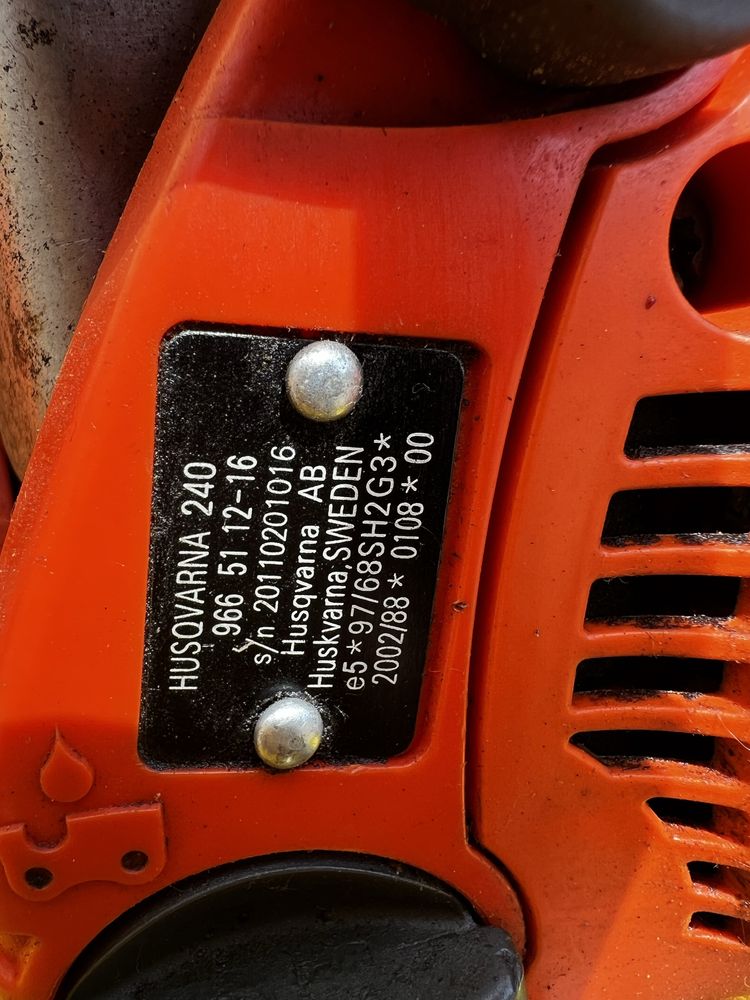 HUSQVARNA 240
966 51 12-16
s/n 20110201016
Husqvarna AB
Huskvarna, SWEDEN
e5*97/68SH2G3*
2002/88*0108*00